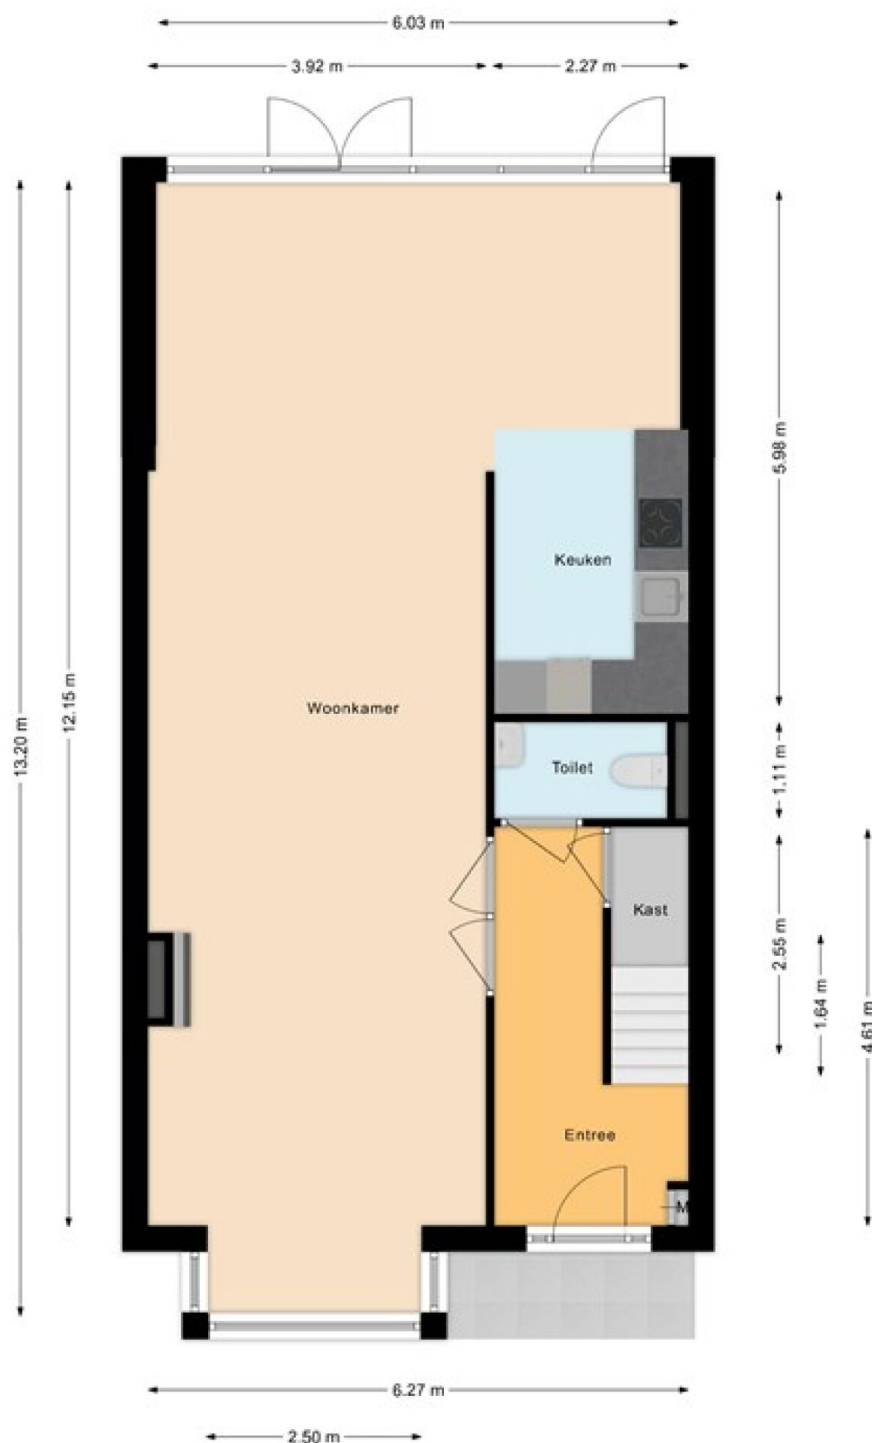 6.03 m
3.92 m
2.27 m
5.98 m
Keuken
Woonkamer
12.15 m
13.20 m
Toilet
1.11 m
Kast
2.55 m
1.64 m
4.61 m
Entree
M
6.27 m
2.50 m